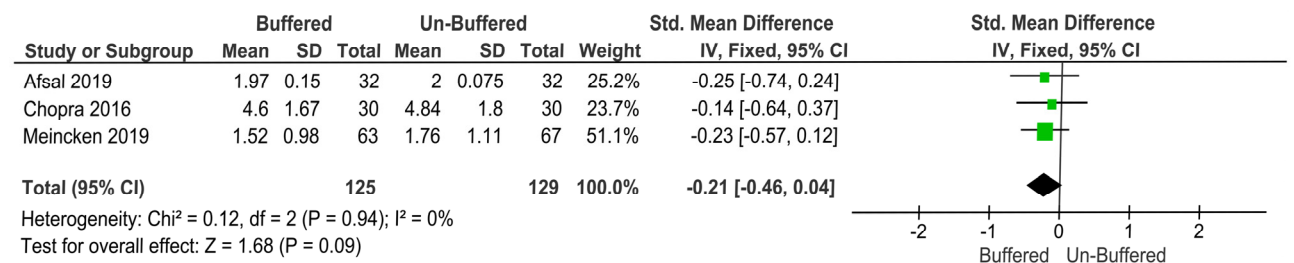 Buffered Un-Buffered Std. Mean Difference Std. Mean Difference
Study or Subgroup Mean SD Total Mean SD Total Weight IV, Fixed, 95% CI IV, Fixed, 95% CI
Afsal 2019 1.97 0.15 32 2 0.075 32 25.2% -0.25 [-0.74, 0.24]
Chopra 2016 4.6 1.67 30 4.84 1.8 30 23.7% -0.14 [-0.64, 0.37]
Meincken 2019 1.52 0.98 63 1.76 1.11 67 51.1% -0.23 [-0.57, 0.12]
Total (95% CI) 125 129 100.0% -0.21 [-0.46, 0.04]
Heterogeneity: Chi² = 0.12, df = 2 (P = 0.94); I² = 0%
Test for overall effect: Z = 1.68 (P = 0.09)
-2 -1 0 1 2
Buffered Un-Buffered